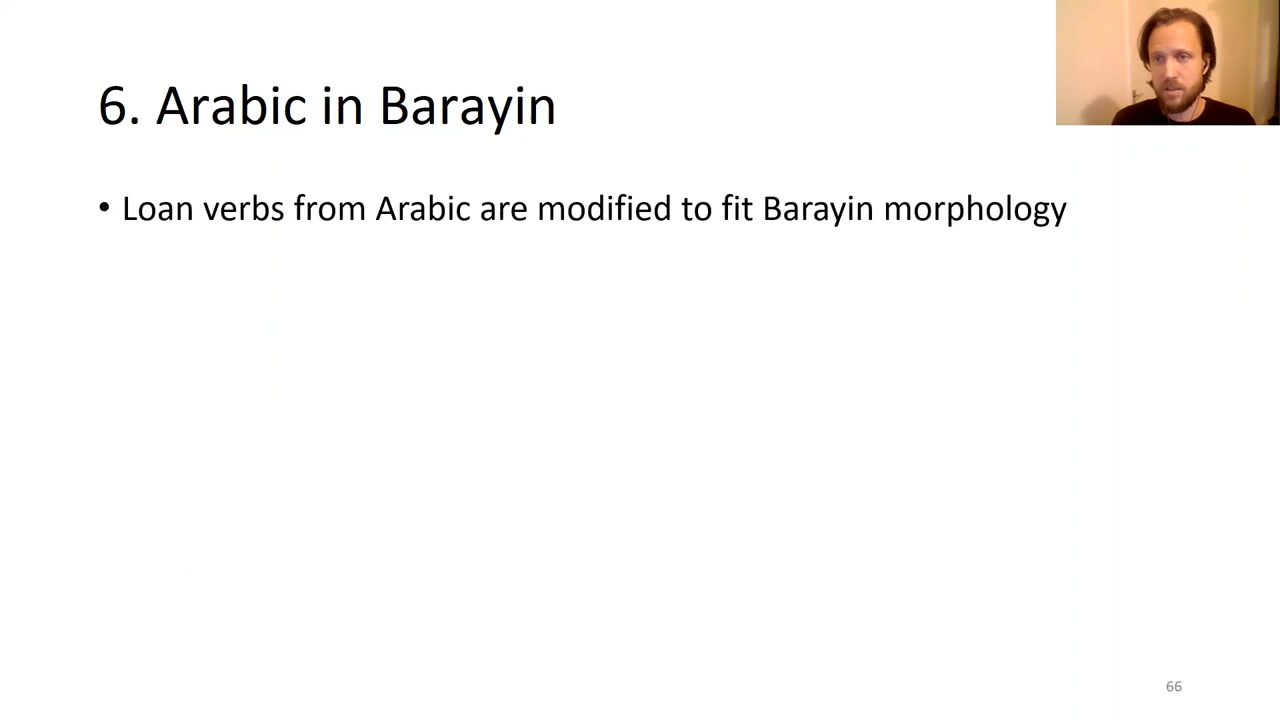 6. Arabic in Barayin
• Loan verbs from Arabic are modified to fit Barayin morphology
66